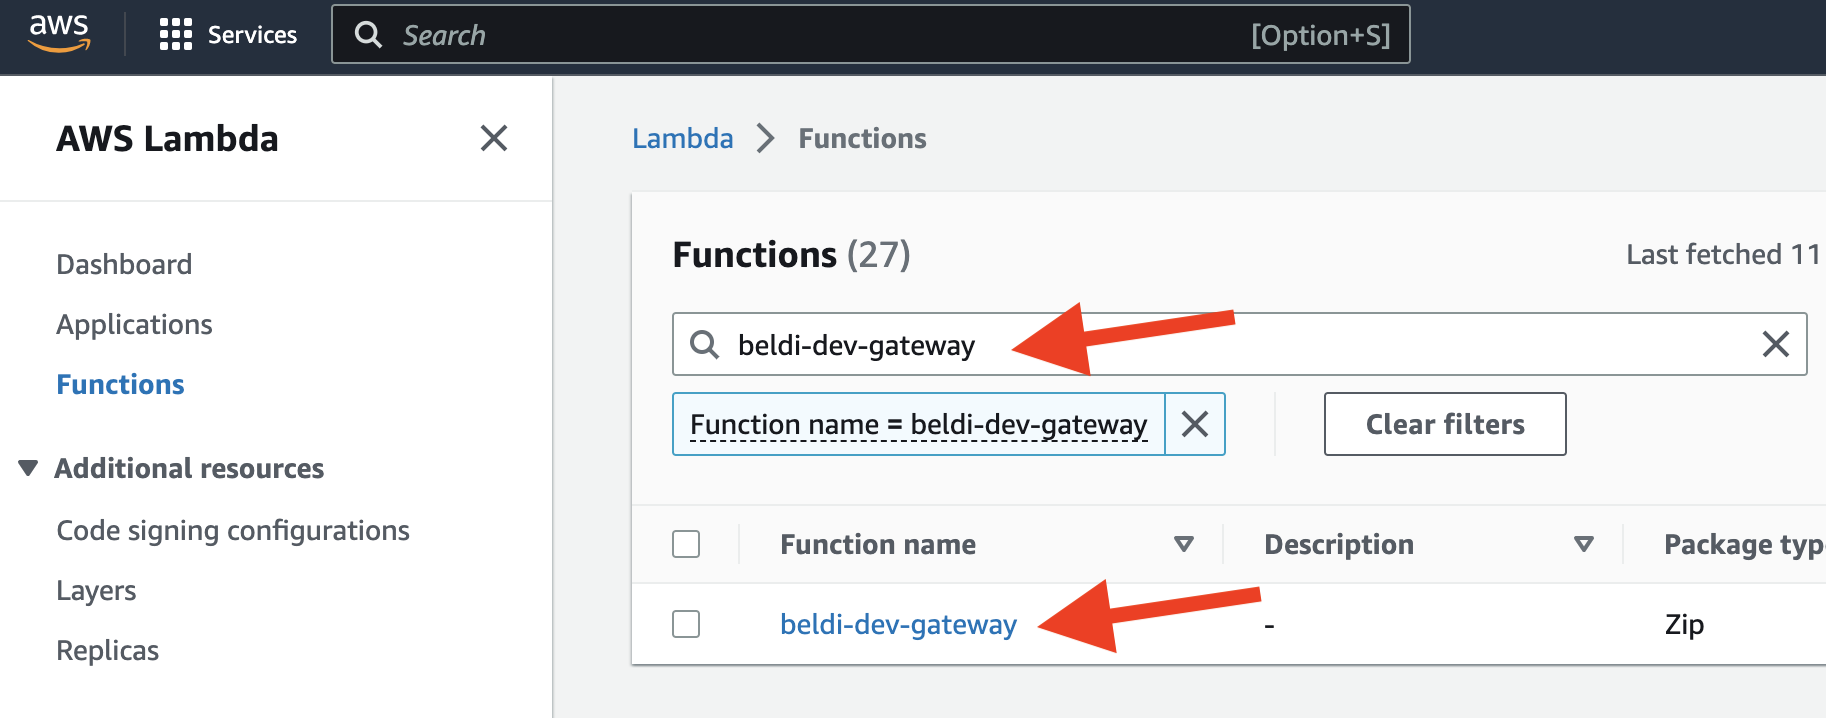 aws
Services
Search
[Option+S]
AWS Lambda
Dashboard
Applications
Functions
Additional resources
Code signing configurations
Layers
Replicas
Lambda
Functions
Functions (27)
Last fetched 11
beldi-dev-gateway
Function name = beldi-dev-gateway
Clear filters
Function name
Description
Package typ
beldi-dev-gateway
-
Zip